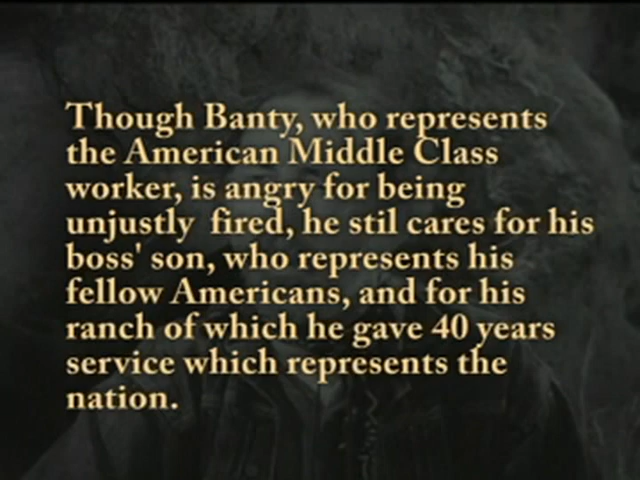 Though Banty, who represents
the American Middle Class
worker, is angry for being
unjustly fired, he stil cares for his
boss' son, who represents his
fellow Americans, and for his
ranch of which he gave 40 years
service which represents the
nation.